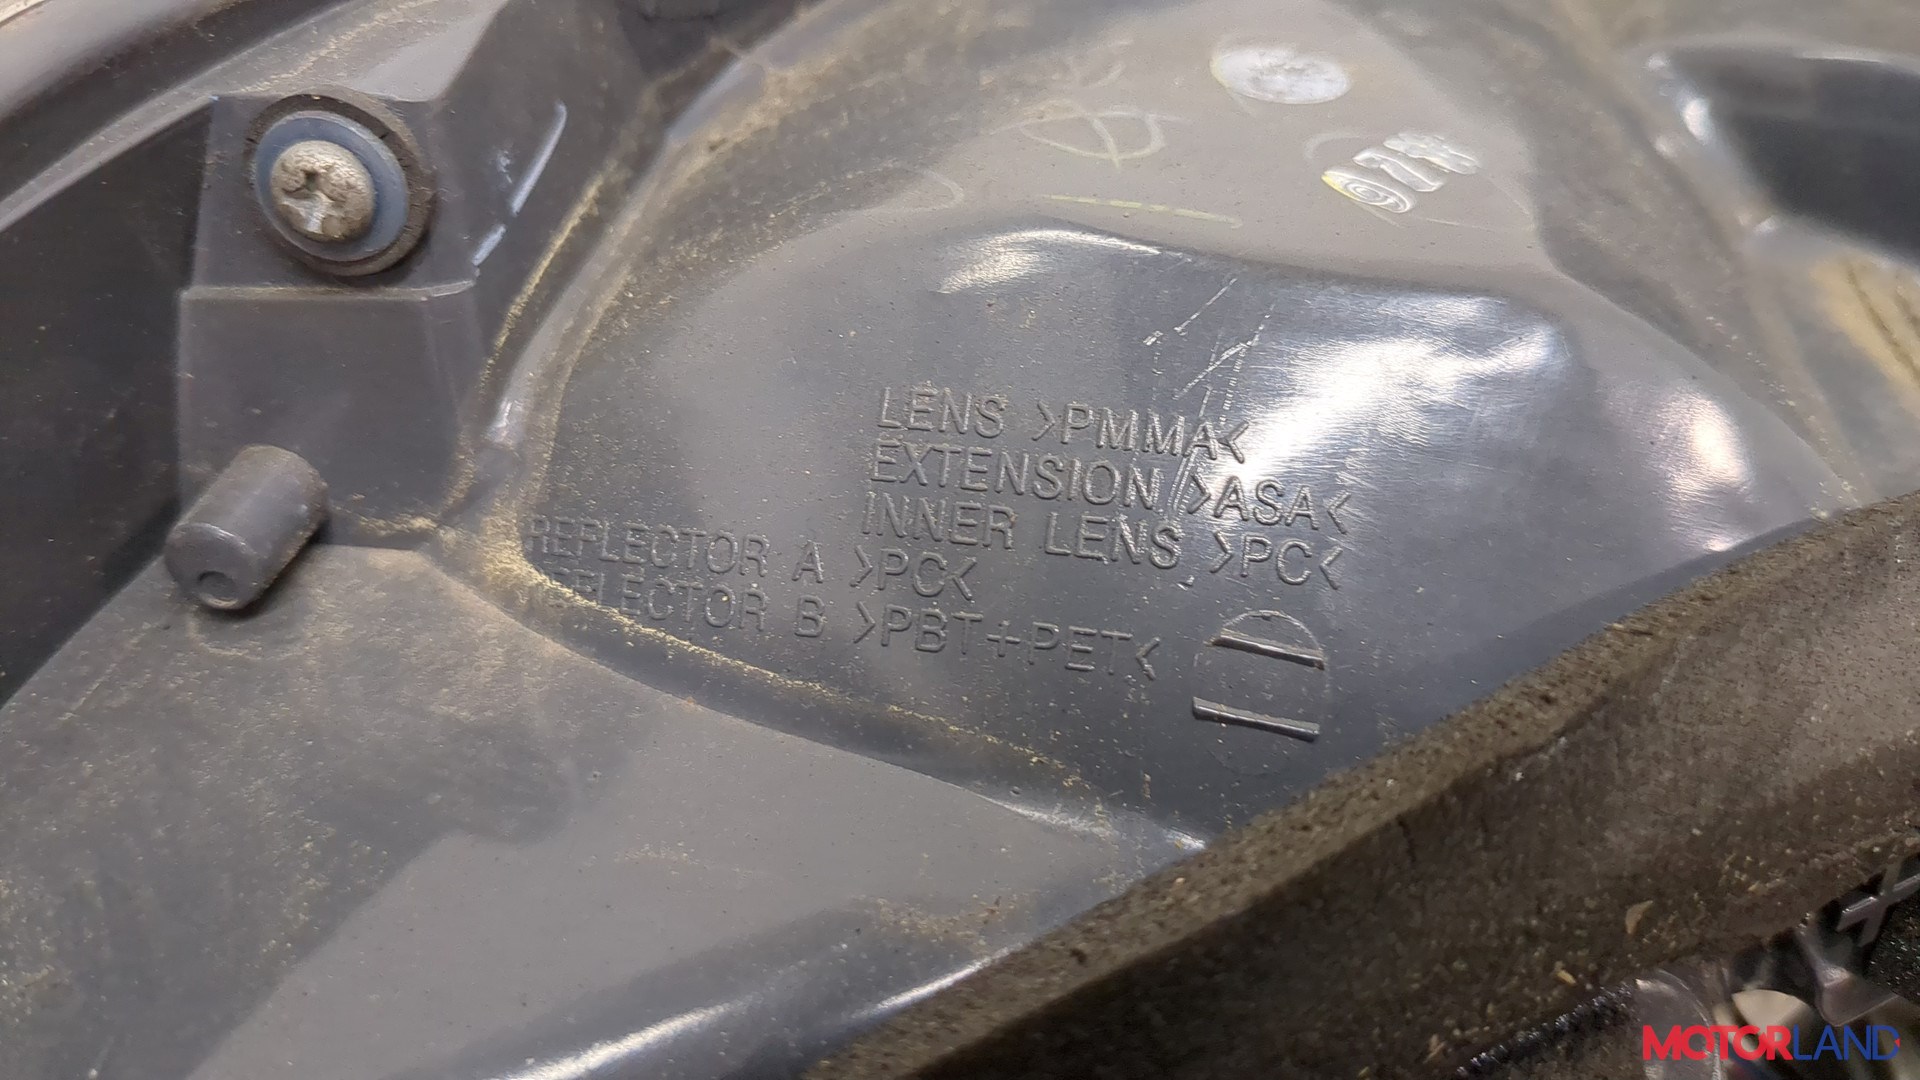 LENS >PMMA<
EXTENSION >ASA<
INNER LENS >PC<
REFLECTOR A >PC<
REFLECTOR B >PBT+PET<
MOTORLAND